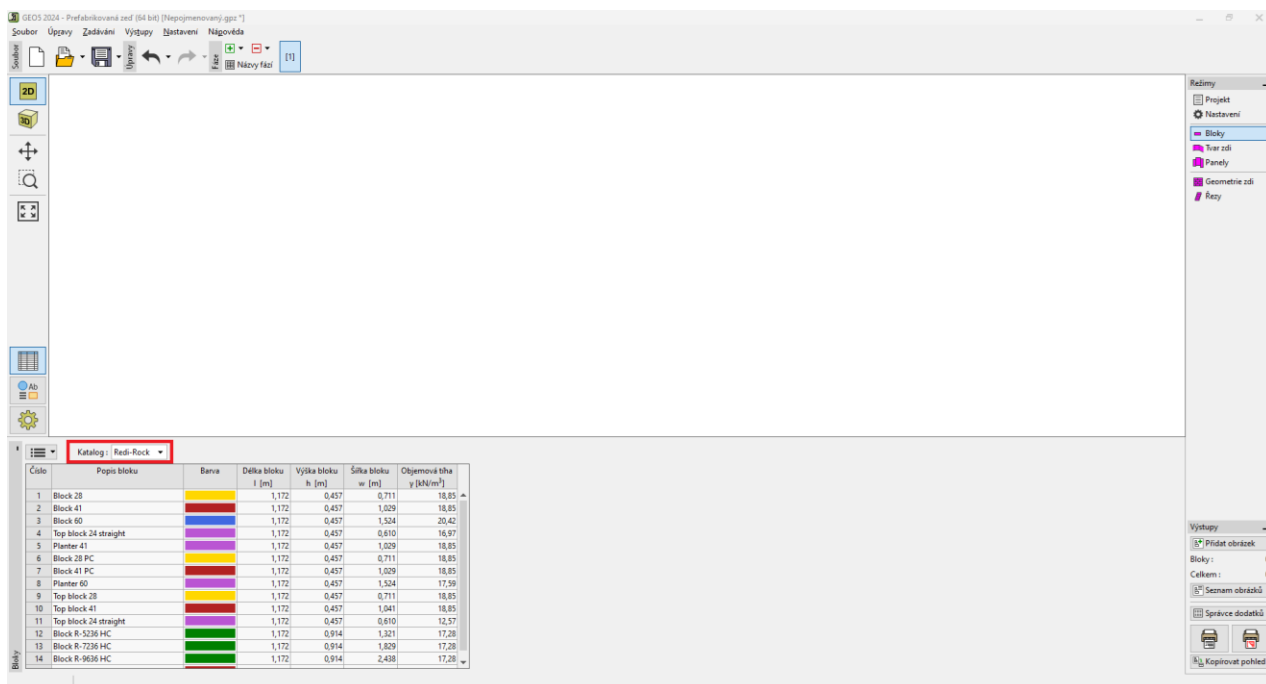 GEO5 2024 - Prefabrikovaná zeď (64 bit) [Nepojmenovaný.gpz *]
Soubor Úpravy Zadávání Výstupy Nastavení Nápověda
Soubor
Úpravy
Fáze
Názvy fází
[1]
2D
3D
Ab
Režimy
Projekt
Nastavení
Bloky
Tvar zdi
Panely
Geometrie zdi
Řezy
Katalog : Redi-Rock
Číslo Popis bloku Barva Délka bloku Výška bloku Šířka bloku Objemová tíha
l [m] h [m] w [m] γ [kN/m³]
1 Block 28 1,172 0,457 0,711 18,85
2 Block 41 1,172 0,457 1,029 18,85
3 Block 60 1,172 0,457 1,524 20,42
4 Top block 24 straight 1,172 0,457 0,610 16,97
5 Planter 41 1,172 0,457 1,029 18,85
6 Block 28 PC 1,172 0,457 0,711 18,85
7 Block 41 PC 1,172 0,457 1,029 18,85
8 Planter 60 1,172 0,457 1,524 17,59
9 Top block 28 1,172 0,457 0,711 18,85
10 Top block 41 1,172 0,457 1,041 18,85
11 Top block 24 straight 1,172 0,457 0,610 12,57
12 Block R-5236 HC 1,172 0,914 1,321 17,28
13 Block R-7236 HC 1,172 0,914 1,829 17,28
14 Block R-9636 HC 1,172 0,914 2,438 17,28
Bloky
Výstupy
Přidat obrázek
Bloky :
Celkem :
Seznam obrázků
Správce dodatků
Kopírovat pohled